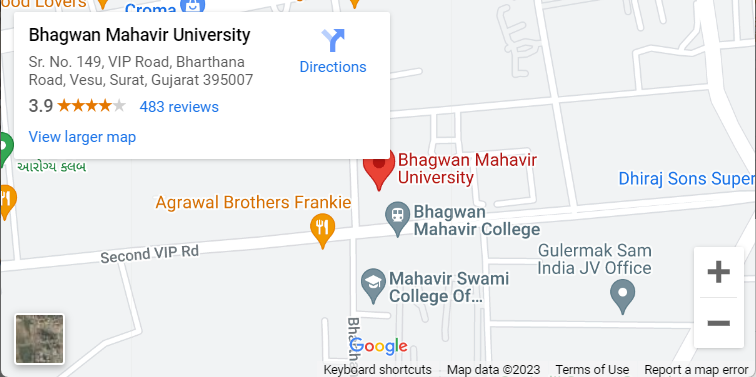 ood Lovers
Croma
Bhagwan Mahavir University
Sr. No. 149, VIP Road, Bharthana
Road, Vesu, Surat, Gujarat 395007
Directions
3.9
483 reviews
View larger map
આરોગ્ય કલબ
Bhagwan Mahavir
University
Dhiraj Sons Super
Agrawal Brothers Frankie
Bhagwan
Mahavir College
Second VIP Rd
Gulermak Sam
India JV Office
Mahavir Swami
College Of...
Google
Keyboard shortcuts
Map data ©2023
Terms of Use
Report a map error